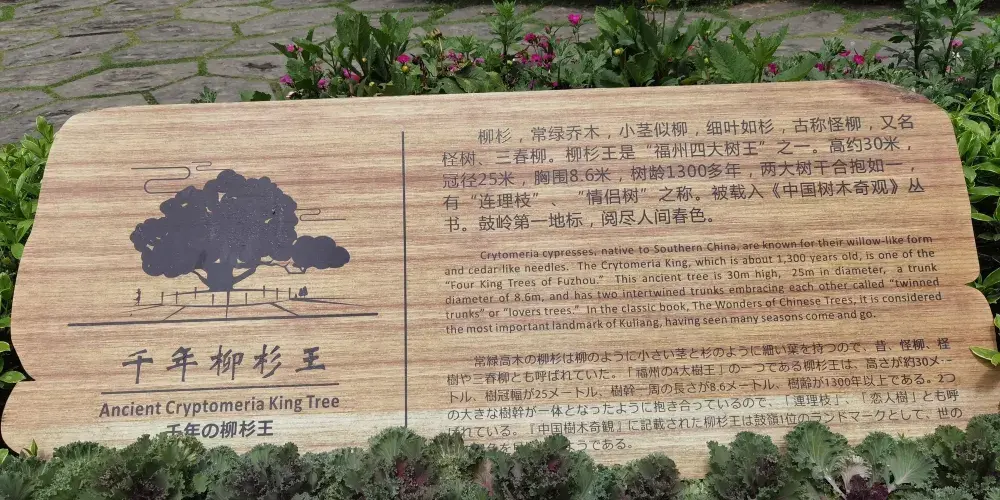 千年柳杉王
Ancient Cryptomeria King Tree
千年の柳杉王
柳杉，常绿乔木，小茎似柳，细叶如杉，古称怪柳，又名
柽树、三春柳。柳杉王是“福州四大树王”之一。高约30米，
冠径25米，胸围8.6米，树龄1300多年，两大树干合抱如一，
有“连理枝”、“情侣树”之称。被载入《中国树木奇观》丛
书。鼓岭第一地标，阅尽人间春色。
Crytomeria cypresses, native to Southern China, are known for their willow-like form
and cedar-like needles. The Crytomeria King, which is about 1,300 years old, is one of the
“Four King Trees of Fuzhou.” This ancient tree is 30m high, 25m in diameter, a trunk
diameter of 8.6m, and has two intertwined trunks embracing each other called “twinned
trunks” or “lovers trees.” In the classic book, The Wonders of Chinese Trees, it is considered
the most important landmark of Kuliang, having seen many seasons come and go.
常緑高木の柳杉は柳のように小さい茎と杉のように細い葉を持つので、昔、怪柳、柽
樹や三春柳とも呼ばれていた。「福州の4大樹王」の一つである柳杉王は、高さが約30メー
トル、樹冠幅が25メートル、樹幹一周の長さが8.6メートル、樹齢が1300年以上である。2つ
の大きな樹幹が一体となったように抱き合っているので、「連理枝」、「恋人樹」とも呼
ばれている。「中国樹木奇観」に記載された柳杉王は鼓嶺1位のランドマークとして、世の
うである。